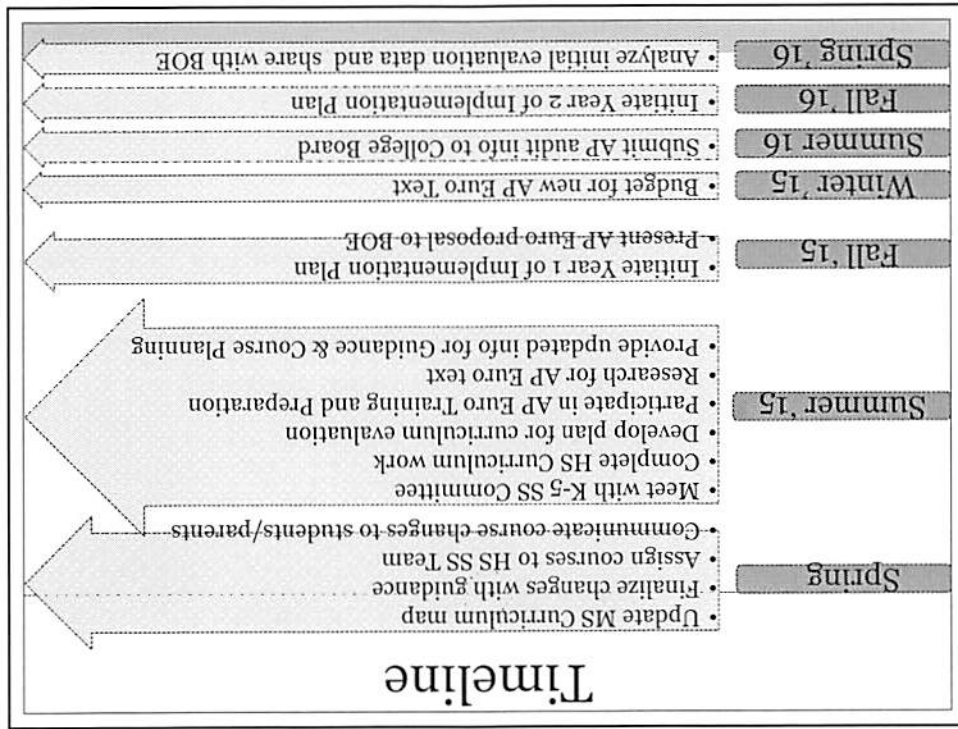 Timeline
Spring
• Update MS Curriculum map
• Finalize changes with guidance
• Assign courses to HS SS Team
• Communicate course changes to students/parents
Summer '15
• Meet with K-5 SS Committee
• Complete HS Curriculum work
• Develop plan for curriculum evaluation
• Participate in AP Euro Training and Preparation
• Research for AP Euro text
• Provide updated info for Guidance & Course Planning
Fall '15
• Initiate Year 1 of Implementation Plan
• Present AP Euro proposal to BOE
Winter '15
• Budget for new AP Euro Text
Summer 16
• Submit AP audit info to College Board
Fall '16
• Initiate Year 2 of Implementation Plan
Spring '16
• Analyze initial evaluation data and share with BOE